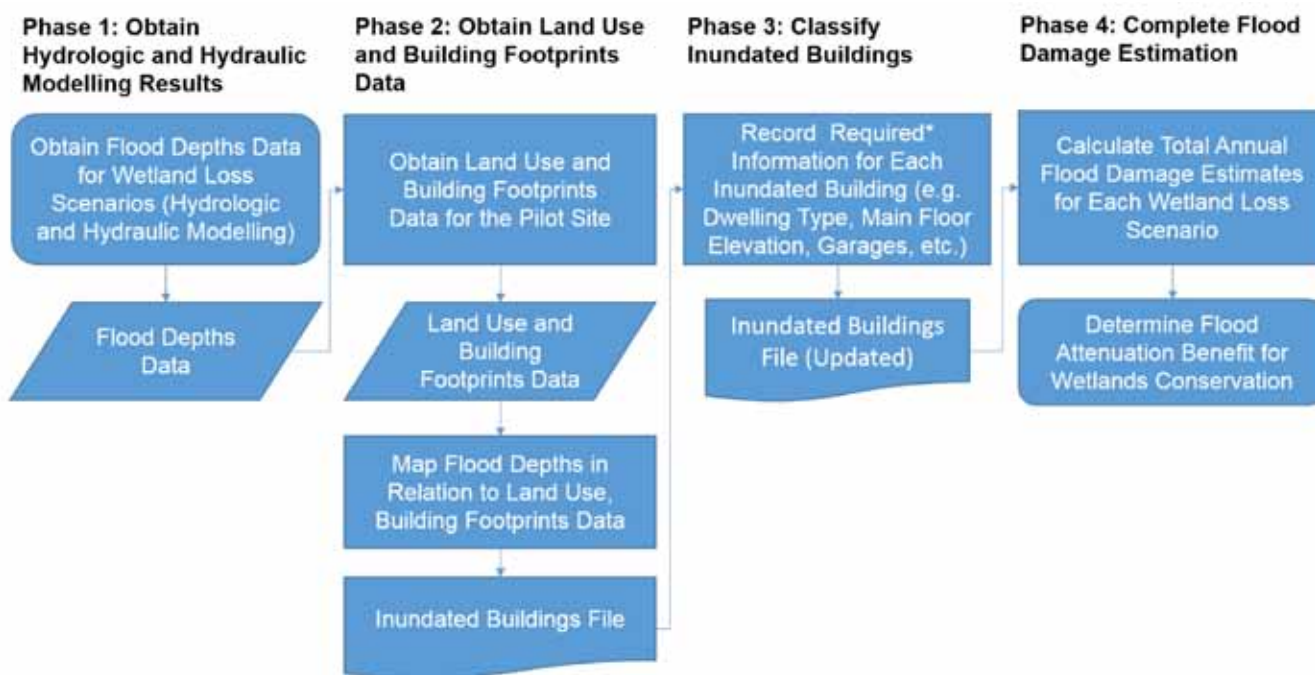 Phase 1: Obtain
Hydrologic and Hydraulic
Modelling Results
Obtain Flood Depths Data
for Wetland Loss
Scenarios (Hydrologic
and Hydraulic Modelling)
Flood Depths
Data
Phase 2: Obtain Land Use
and Building Footprints
Data
Obtain Land Use and
Building Footprints
Data for the Pilot Site
Land Use and
Building
Footprints Data
Map Flood Depths in
Relation to Land Use,
Building Footprints Data
Inundated Buildings File
Phase 3: Classify
Inundated Buildings
Record Required*
Information for Each
Inundated Building (e.g.
Dwelling Type, Main Floor
Elevation, Garages, etc.)
Inundated Buildings
File (Updated)
Phase 4: Complete Flood
Damage Estimation
Calculate Total Annual
Flood Damage Estimates
for Each Wetland Loss
Scenario
Determine Flood
Attenuation Benefit for
Wetlands Conservation